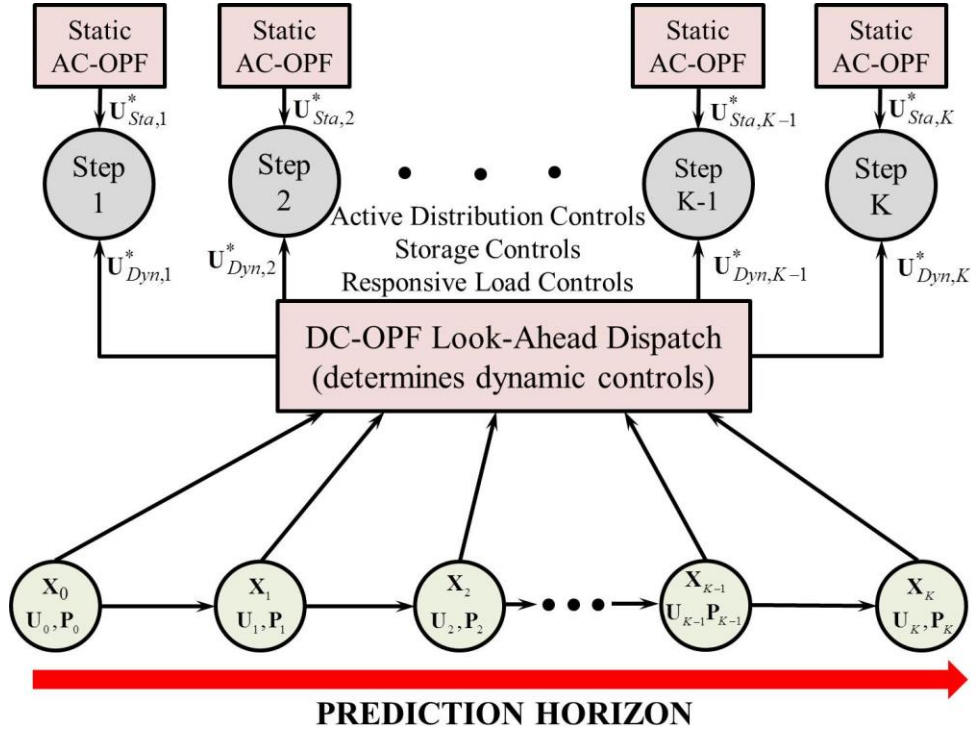 Static
AC-OPF
Static
AC-OPF
Static
AC-OPF
Static
AC-OPF
U*Sta,1
U*Sta,2
U*Sta,K−1
U*Sta,K
Step
1
Step
2
Step
K-1
Step
K
Active Distribution Controls
Storage Controls
Responsive Load Controls
U*Dyn,1
U*Dyn,2
U*Dyn,K−1
U*Dyn,K
DC-OPF Look-Ahead Dispatch
(determines dynamic controls)
X0
U0, P0
X1
U1, P1
X2
U2, P2
XK−1
UK−1 PK−1
XK
UK, PK
PREDICTION HORIZON